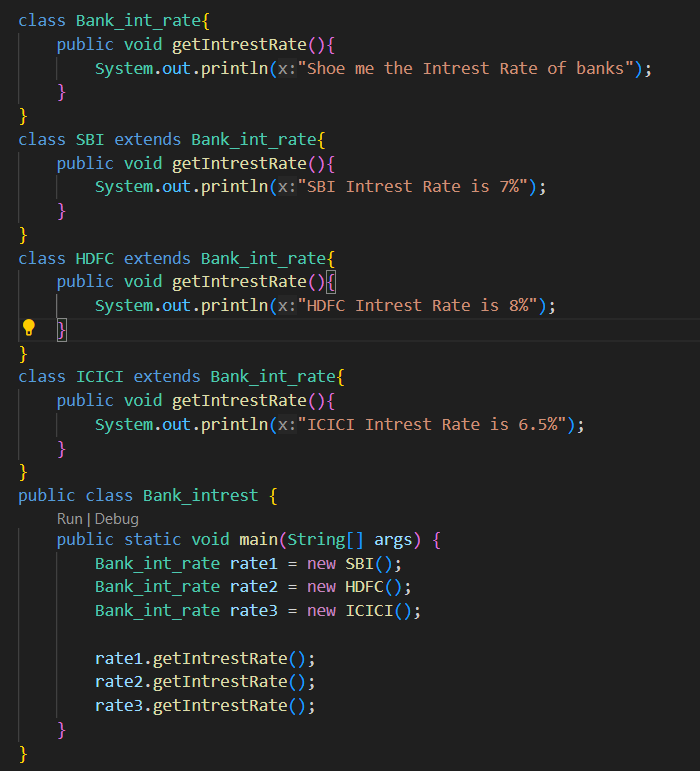 class Bank_int_rate{
    public void getIntrestRate(){
        System.out.println(x:"Shoe me the Intrest Rate of banks");
    }
}
class SBI extends Bank_int_rate{
    public void getIntrestRate(){
        System.out.println(x:"SBI Intrest Rate is 7%");
    }
}
class HDFC extends Bank_int_rate{
    public void getIntrestRate(){
        System.out.println(x:"HDFC Intrest Rate is 8%");
    }
}
class ICICI extends Bank_int_rate{
    public void getIntrestRate(){
        System.out.println(x:"ICICI Intrest Rate is 6.5%");
    }
}
public class Bank_intrest {
    Run | Debug
    public static void main(String[] args) {
        Bank_int_rate rate1 = new SBI();
        Bank_int_rate rate2 = new HDFC();
        Bank_int_rate rate3 = new ICICI();

        rate1.getIntrestRate();
        rate2.getIntrestRate();
        rate3.getIntrestRate();
    }
}